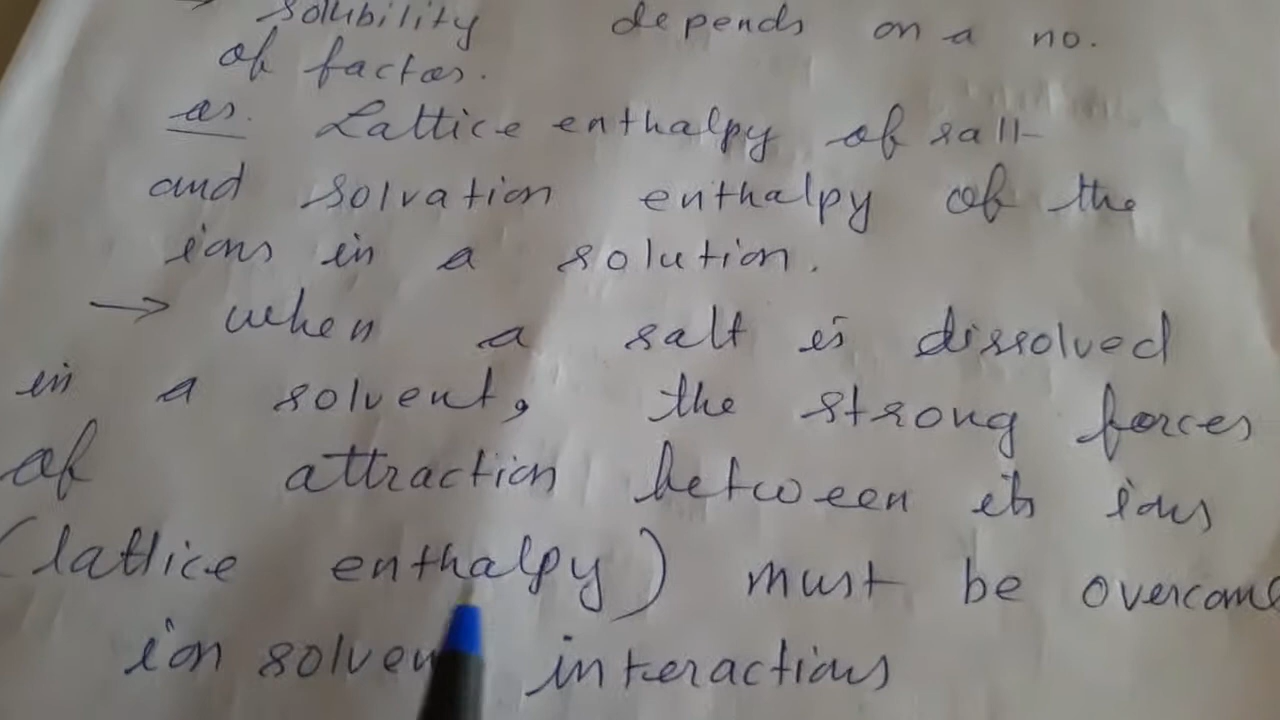 → solubility depends on a no.
of factors.
as. Lattice enthalpy of salt
and solvation enthalpy of the
ions in a solution.
→ when a salt is dissolved
in a solvent, the strong forces
of attraction between its ions
(lattice enthalpy) must be overcome
ion solvent interactions